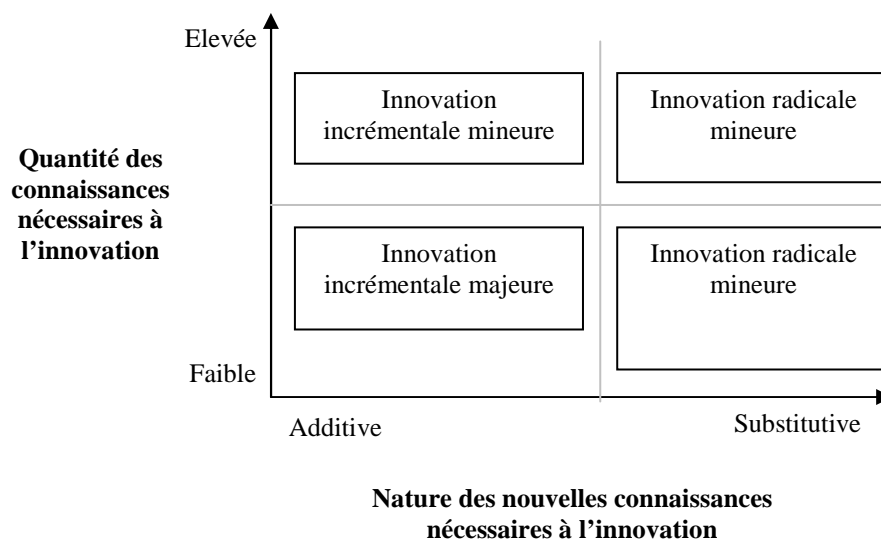 Elevée
Innovation
incrémentale mineure
Innovation radicale
mineure
Quantité des
connaissances
nécessaires à
l’innovation
Innovation
incrémentale majeure
Innovation radicale
mineure
Faible
Additive
Substitutive
Nature des nouvelles connaissances
nécessaires à l’innovation